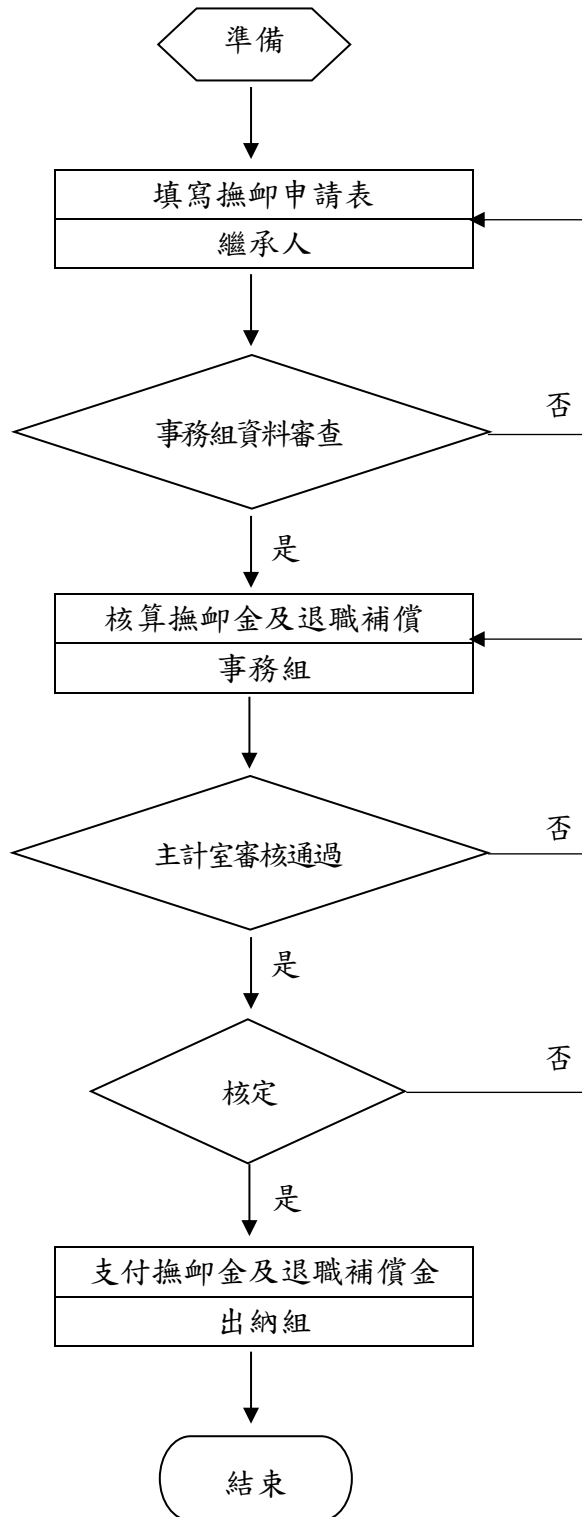 準備
填寫撫卹申請表
繼承人
事務組資料審查
否
是
核算撫卹金及退職補償
事務組
主計室審核通過
否
是
核定
否
是
支付撫卹金及退職補償金
出納組
結束